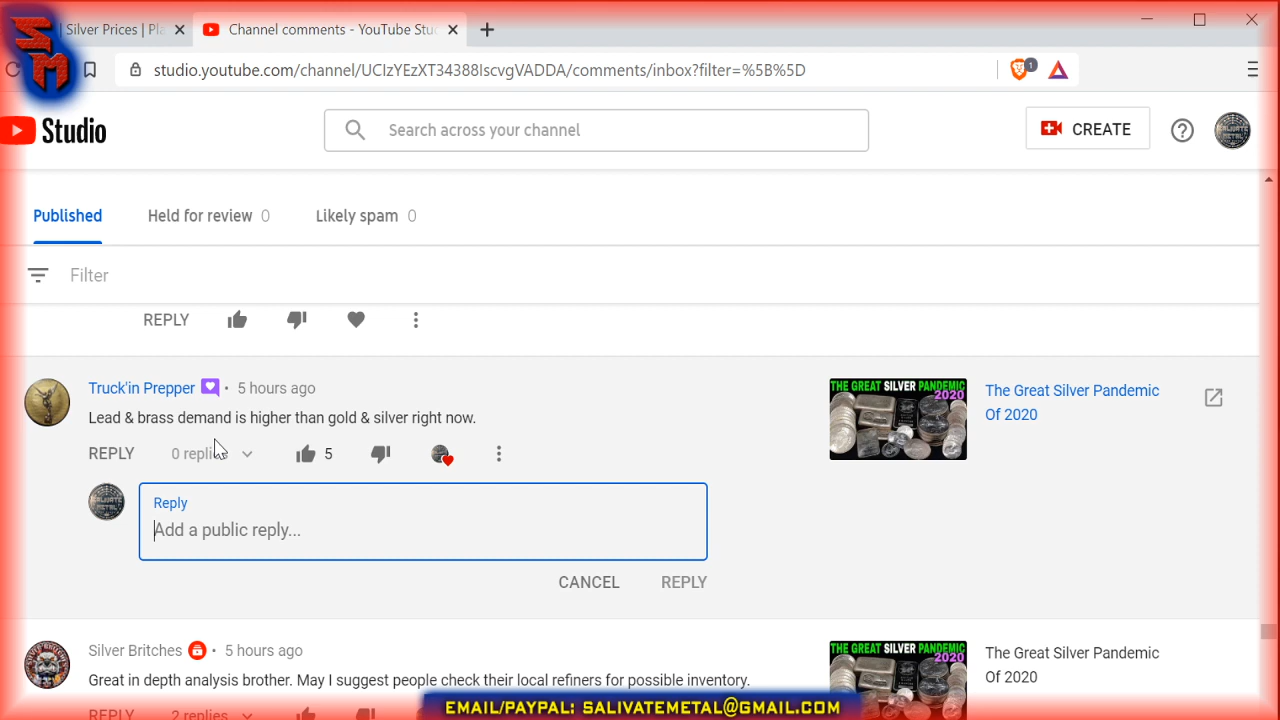 SM
Silver Prices | Pla
Channel comments - YouTube Stu
studio.youtube.com/channel/UCIzYEzXT34388IscvgVADDA/comments/inbox?filter=%5B%5D
1
Studio
Search across your channel
CREATE
Published
Held for review 0
Likely spam 0
Filter
REPLY
Truck'in Prepper • 5 hours ago
Lead & brass demand is higher than gold & silver right now.
REPLY 0 replies 5
THE GREAT SILVER PANDEMIC
2020
The Great Silver Pandemic
Of 2020
Reply
Add a public reply...
CANCEL REPLY
Silver Britches • 5 hours ago
Great in depth analysis brother. May I suggest people check their local refiners for possible inventory.
REPLY 2 replies
THE GREAT SILVER PANDEMIC
2020
The Great Silver Pandemic
Of 2020
EMAIL/PAYPAL: SALIVATEMETAL@GMAIL.COM